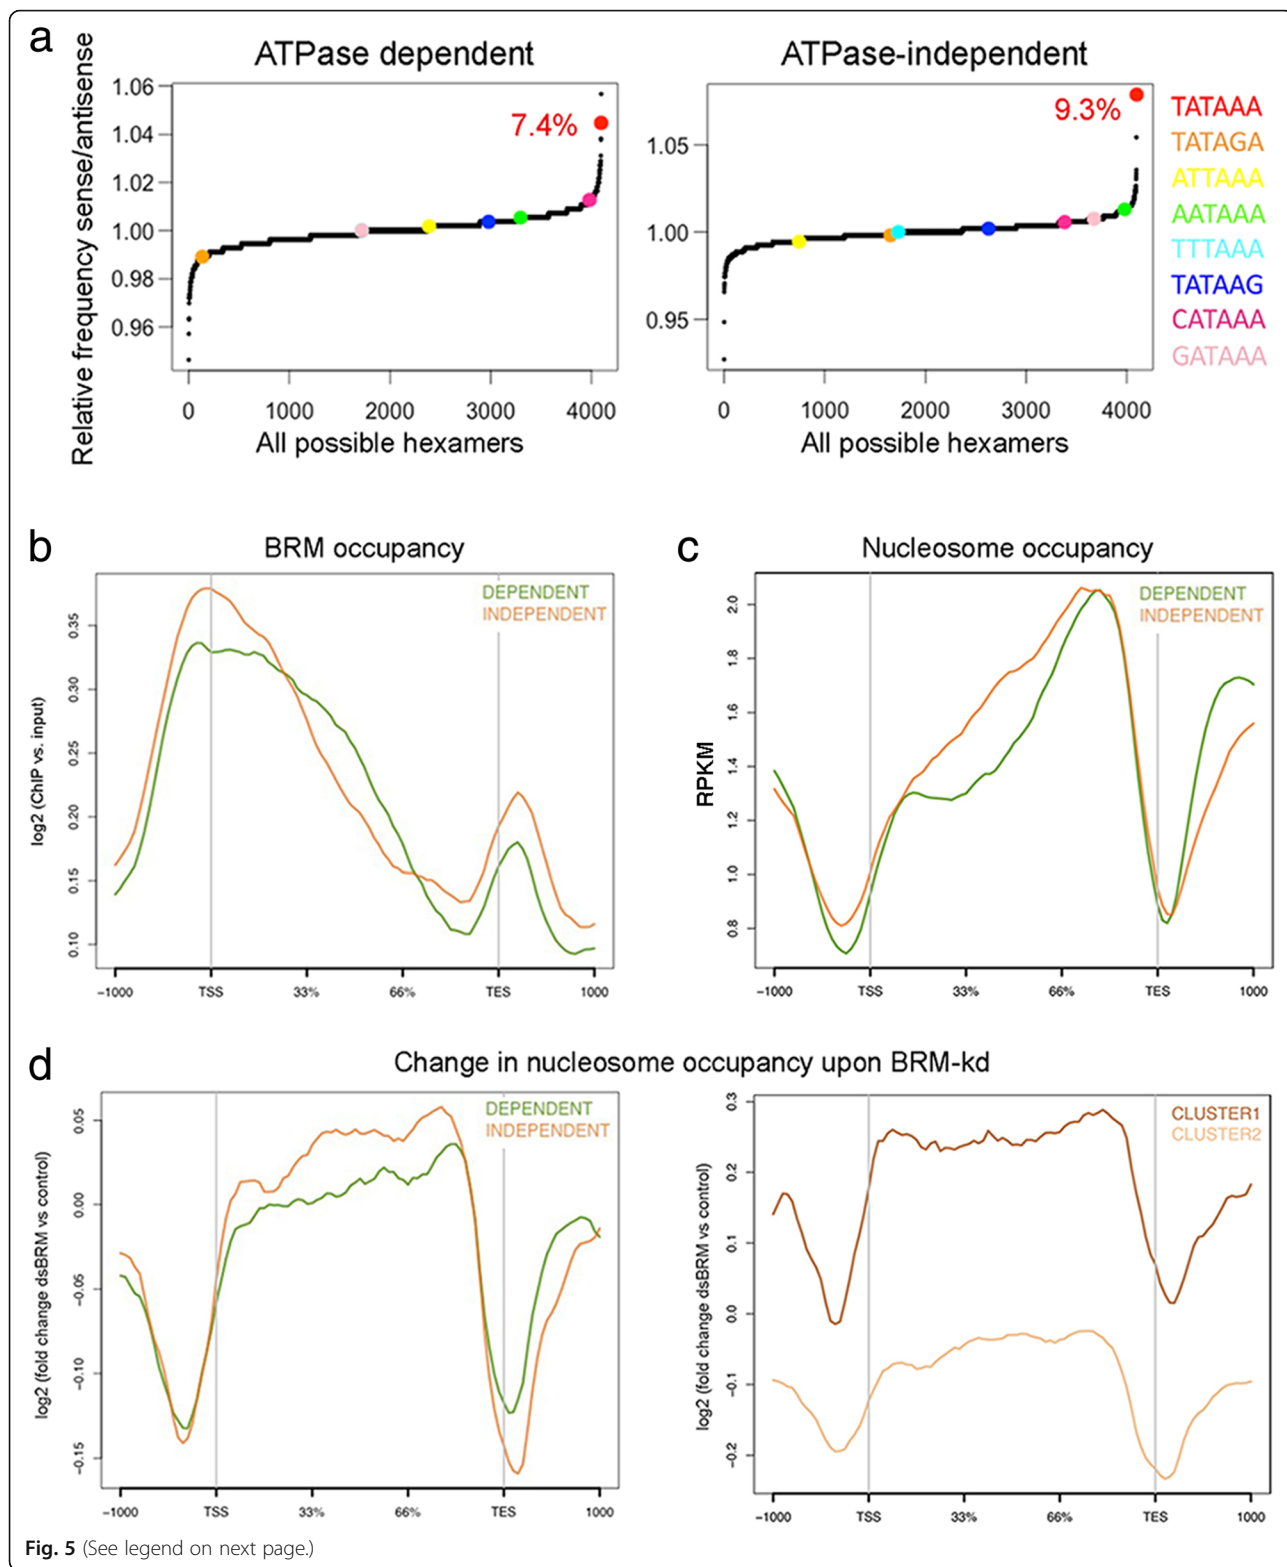 a
ATPase dependent
ATPase-independent
Relative frequency sense/antisense
1.06
1.04
1.02
1.00
0.98
0.96
7.4%
0
1000
2000
3000
4000
All possible hexamers
1.05
1.00
0.95
9.3%
0
1000
2000
3000
4000
All possible hexamers
TATAAA
TATAGA
ATTAAA
AATAAA
TTTAAA
TATAAG
CATAAA
GATAAA
b
BRM occupancy
DEPENDENT
INDEPENDENT
log2 (ChIP vs. input)
0.35
0.30
0.25
0.20
0.15
0.10
−1000
TSS
33%
66%
TES
1000
c
Nucleosome occupancy
DEPENDENT
INDEPENDENT
RPKM
2.0
1.8
1.6
1.4
1.2
1.0
0.8
−1000
TSS
33%
66%
TES
1000
d
Change in nucleosome occupancy upon BRM-kd
DEPENDENT
INDEPENDENT
log2 (fold change dsBRM vs control)
0.05
0.00
−0.05
−0.10
−0.15
−1000
TSS
33%
66%
TES
1000
CLUSTER1
CLUSTER2
log2 (fold change dsBRM vs control)
0.3
0.2
0.1
0.0
−0.1
−0.2
−1000
TSS
33%
66%
TES
1000
Fig. 5 (See legend on next page.)